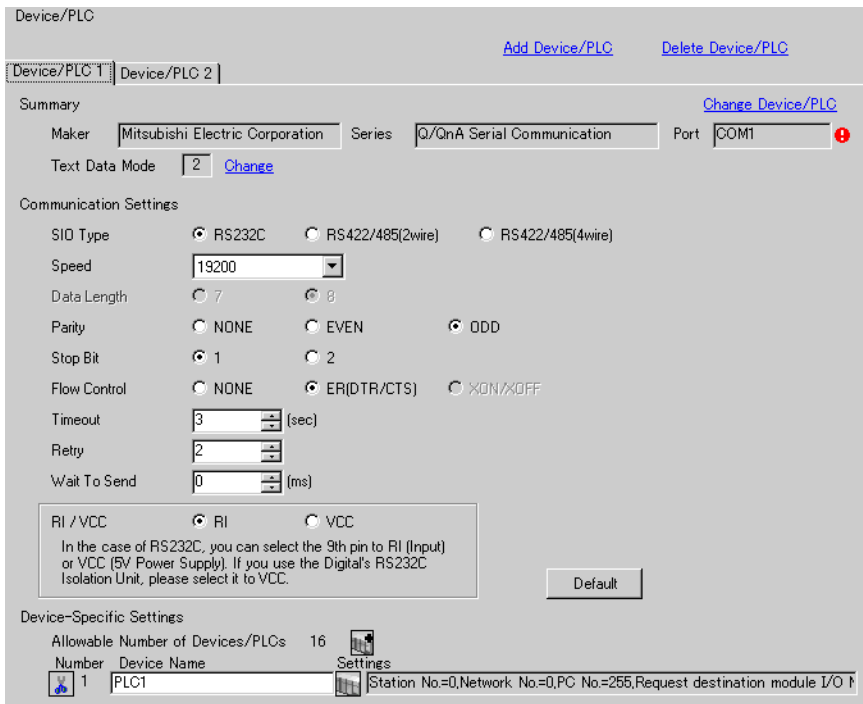 Device/PLC
Add Device/PLC Delete Device/PLC
Device/PLC 1 Device/PLC 2
Summary Change Device/PLC
Maker Mitsubishi Electric Corporation Series Q/QnA Serial Communication Port COM1
Text Data Mode 2 Change
Communication Settings
SIO Type RS232C RS422/485(2wire) RS422/485(4wire)
Speed 19200
Data Length 7 8
Parity NONE EVEN ODD
Stop Bit 1 2
Flow Control NONE ER(DTR/CTS) XON/XOFF
Timeout 3 (sec)
Retry 2
Wait To Send 0 (ms)
RI / VCC RI VCC
In the case of RS232C, you can select the 9th pin to RI (Input)
or VCC (5V Power Supply). If you use the Digital's RS232C
Isolation Unit, please select it to VCC.
Default
Device-Specific Settings
Allowable Number of Devices/PLCs 16
Number Device Name Settings
1 PLC1 Station No.=0,Network No.=0,PC No.=255,Request destination module I/O